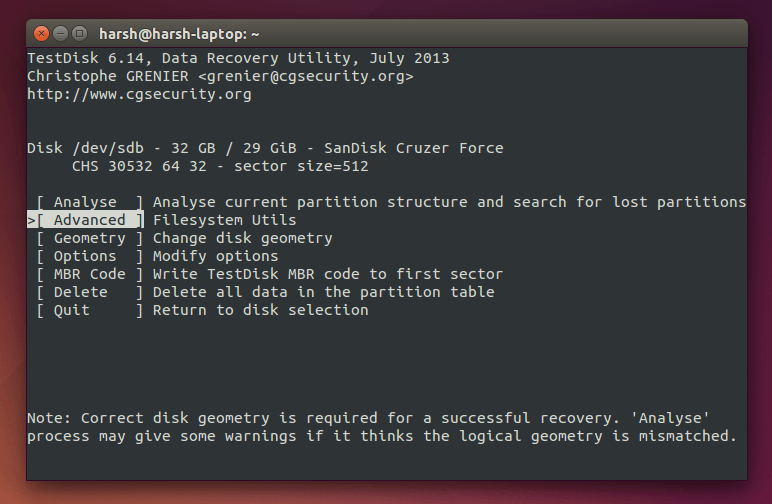 harsh@harsh-laptop: ~
TestDisk 6.14, Data Recovery Utility, July 2013
Christophe GRENIER <grenier@cgsecurity.org>
http://www.cgsecurity.org
Disk /dev/sdb - 32 GB / 29 GiB - SanDisk Cruzer Force
CHS 30532 64 32 - sector size=512
[ Analyse  ] Analyse current partition structure and search for lost partitions
>[ Advanced ] Filesystem Utils
[ Geometry ] Change disk geometry
[ Options  ] Modify options
[ MBR Code ] Write TestDisk MBR code to first sector
[ Delete   ] Delete all data in the partition table
[ Quit     ] Return to disk selection
Note: Correct disk geometry is required for a successful recovery. 'Analyse'
process may give some warnings if it thinks the logical geometry is mismatched.